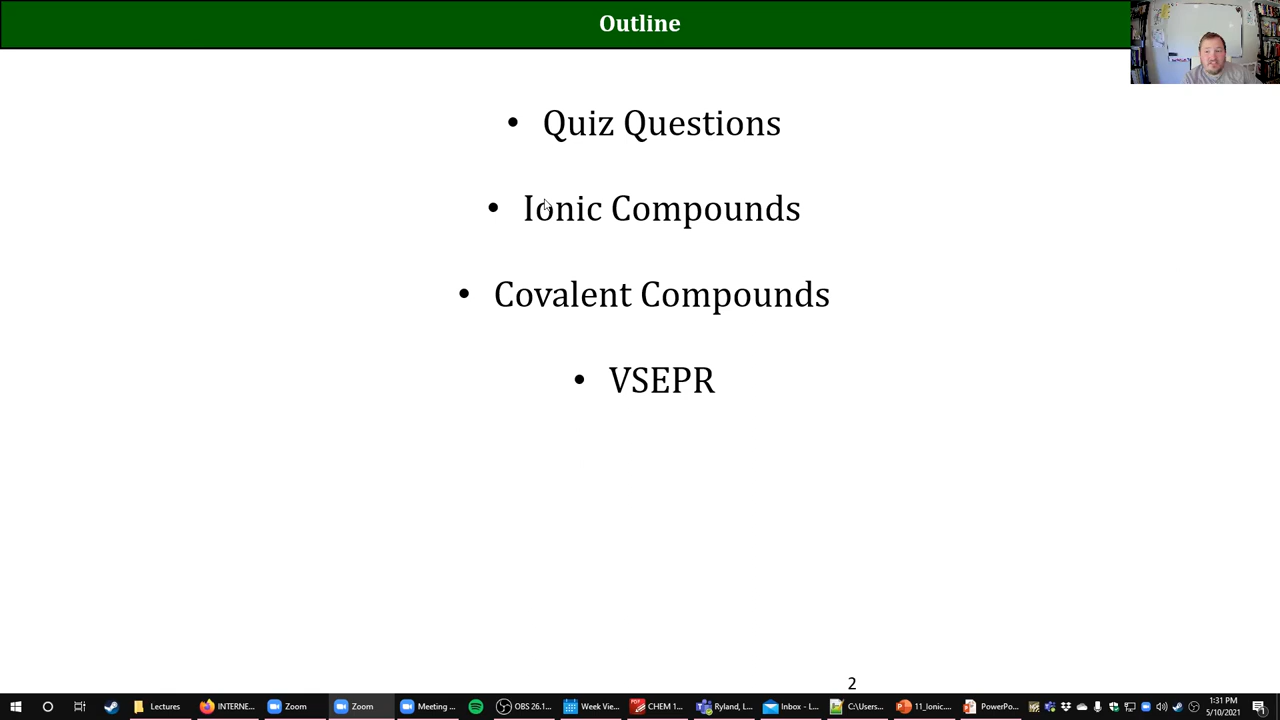 Outline
• Quiz Questions
• Ionic Compounds
• Covalent Compounds
• VSEPR
2
Lectures
INTERNE...
Zoom
Zoom
Meeting ...
OBS 26.1...
Week Vie...
CHEM 1...
Ryland, L...
Inbox - L...
C:\Users...
11_Ionic....
PowerPo...
1:31 PM
5/10/2021